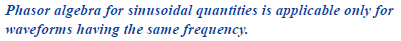 Phasor algebra for sinusoidal quantities is applicable only for
waveforms having the same frequency.